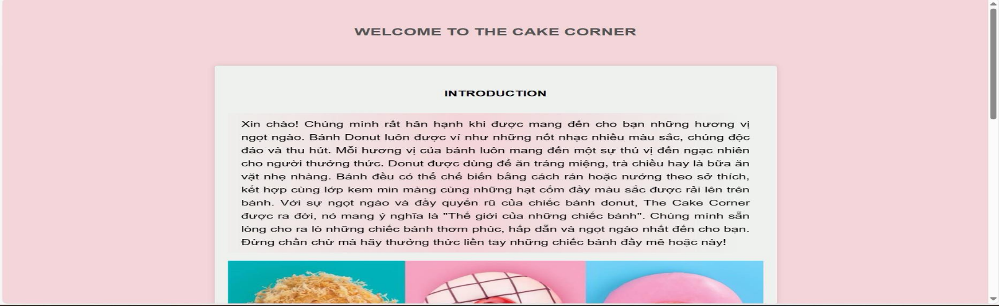 WELCOME TO THE CAKE CORNER
INTRODUCTION
Xin chào! Chúng mình rất hân hạnh khi được mang đến cho bạn những hương vị
ngọt ngào. Bánh Donut luôn được ví như những nốt nhạc nhiều màu sắc, chúng độc
đáo và thu hút. Mỗi hương vị của bánh luôn mang đến một sự thú vị đến ngạc nhiên
cho người thưởng thức. Donut được dùng để ăn tráng miệng, trà chiều hay là bữa ăn
vặt nhẹ nhàng. Bánh đều có thể chế biến bằng cách rán hoặc nướng theo sở thích,
kết hợp cùng lớp kem min màng cùng những hạt cốm đầy màu sắc được rải lên trên
bánh. Với sự ngọt ngào và đầy quyến rũ của chiếc bánh donut, The Cake Corner
được ra đời, nó mang ý nghĩa là "Thế giới của những chiếc bánh". Chúng mình sẵn
lòng cho ra lò những chiếc bánh thơm phúc, hấp dẫn và ngọt ngào nhất đến cho bạn.
Đừng chần chừ mà hãy thưởng thức liền tay những chiếc bánh đầy mê hoặc này!